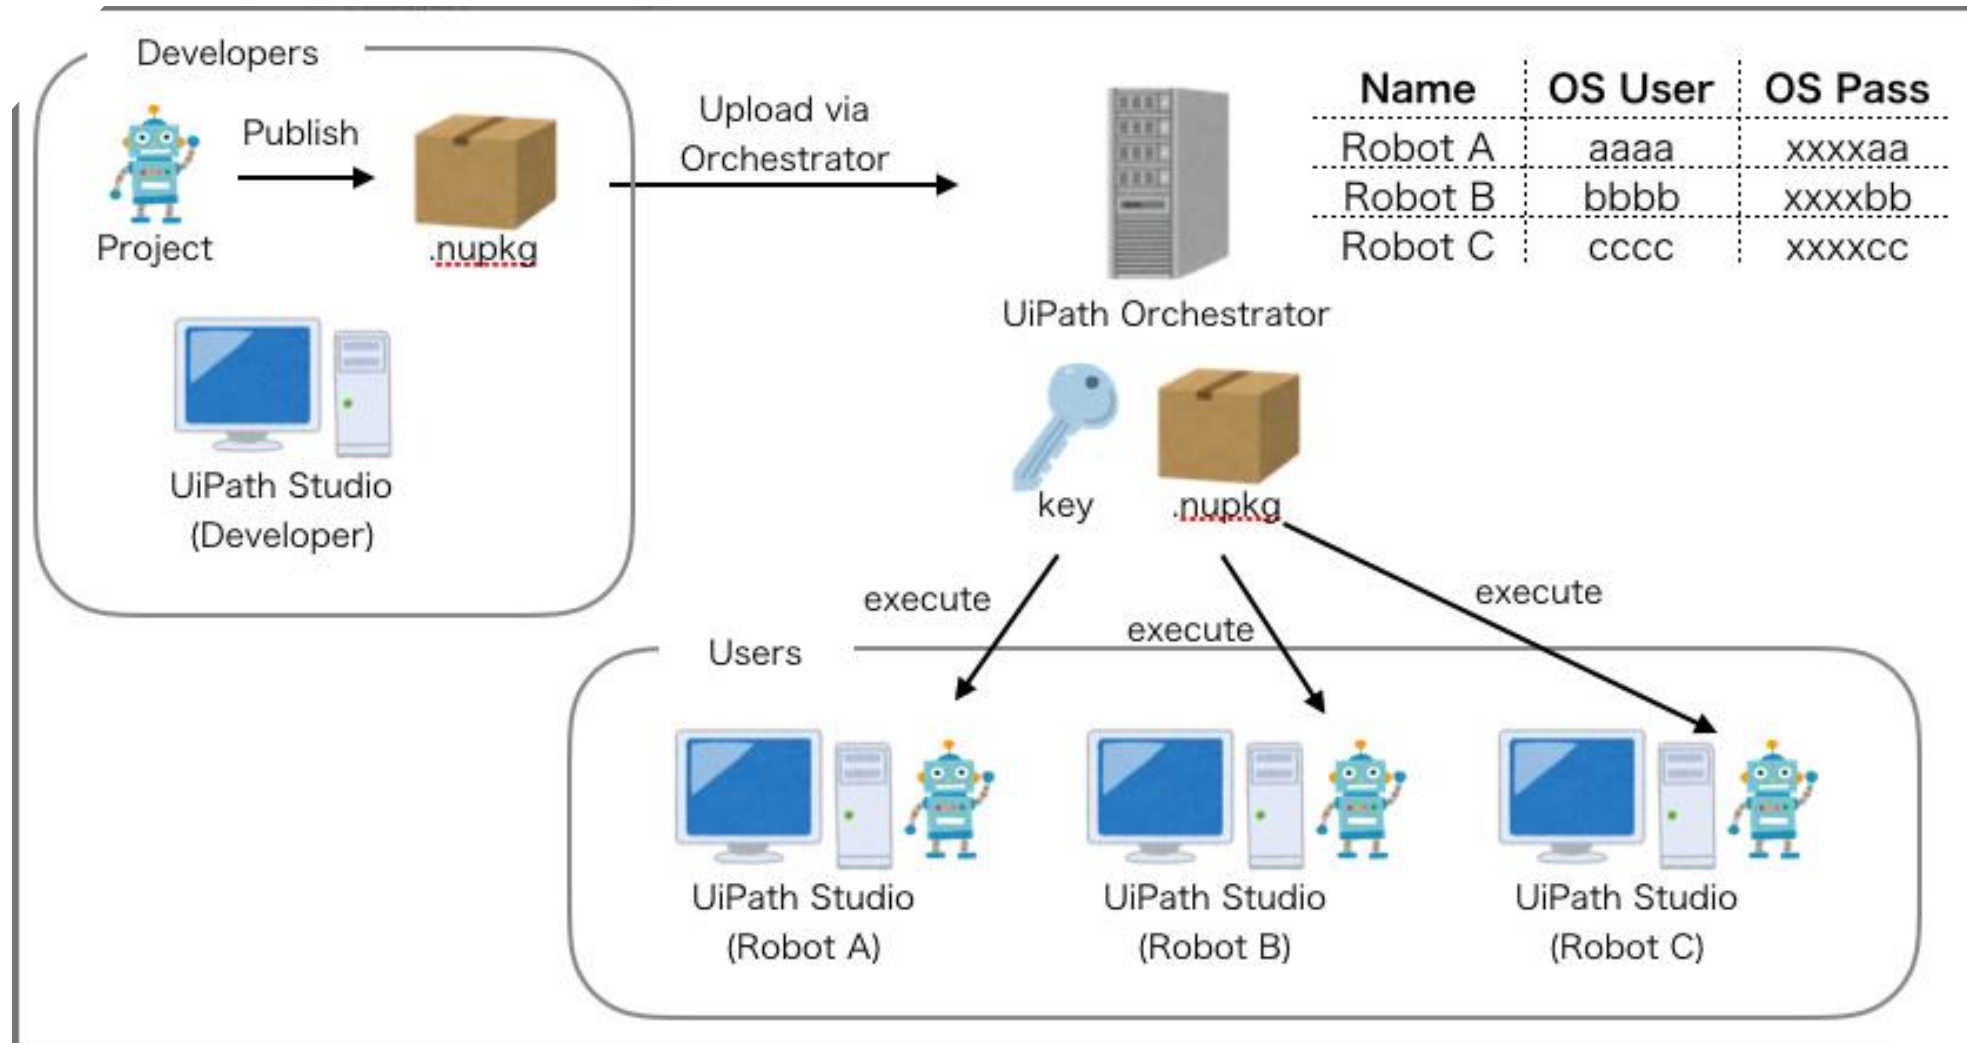 Developers
Publish
Project
.nupkg
UiPath Studio
(Developer)
Upload via
Orchestrator
UiPath Orchestrator
Name OS User OS Pass
Robot A aaaa xxxxaa
Robot B bbbb xxxxbb
Robot C cccc xxxxcc
key
.nupkg
execute
execute
execute
Users
UiPath Studio
(Robot A)
UiPath Studio
(Robot B)
UiPath Studio
(Robot C)